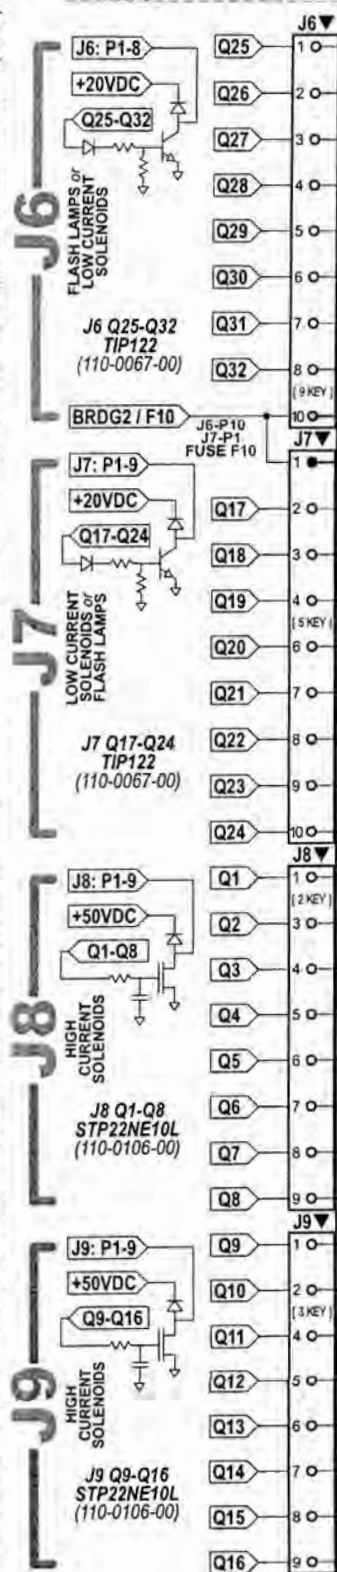 J6▼
J6
J6: P1-8
+20VDC
Q25-Q32
FLASH LAMPS or
LOW CURRENT
SOLENOIDS
J6 Q25-Q32
TIP122
(110-0067-00)
BRDG2 / F10
J6-P10
J7-P1
FUSE F10
Q25 1
Q26 2
Q27 3
Q28 4
Q29 5
Q30 6
Q31 7
Q32 8
(9 KEY)
10
J7▼
J7
J7: P1-9
+20VDC
Q17-Q24
LOW CURRENT
SOLENOIDS or
FLASH LAMPS
J7 Q17-Q24
TIP122
(110-0067-00)
1
Q17 2
Q18 3
Q19 4
(5 KEY)
Q20 6
Q21 7
Q22 8
Q23 9
Q24 10
J8▼
J8
J8: P1-9
+50VDC
Q1-Q8
HIGH
CURRENT
SOLENOIDS
J8 Q1-Q8
STP22NE10L
(110-0106-00)
Q1 1
(2 KEY)
Q2 3
Q3 4
Q4 5
Q5 6
Q6 7
Q7 8
Q8 9
J9▼
J9
J9: P1-9
+50VDC
Q9-Q16
HIGH
CURRENT
SOLENOIDS
J9 Q9-Q16
STP22NE10L
(110-0106-00)
Q9 1
Q10 2
(3 KEY)
Q11 4
Q12 5
Q13 6
Q14 7
Q15 8
Q16 9